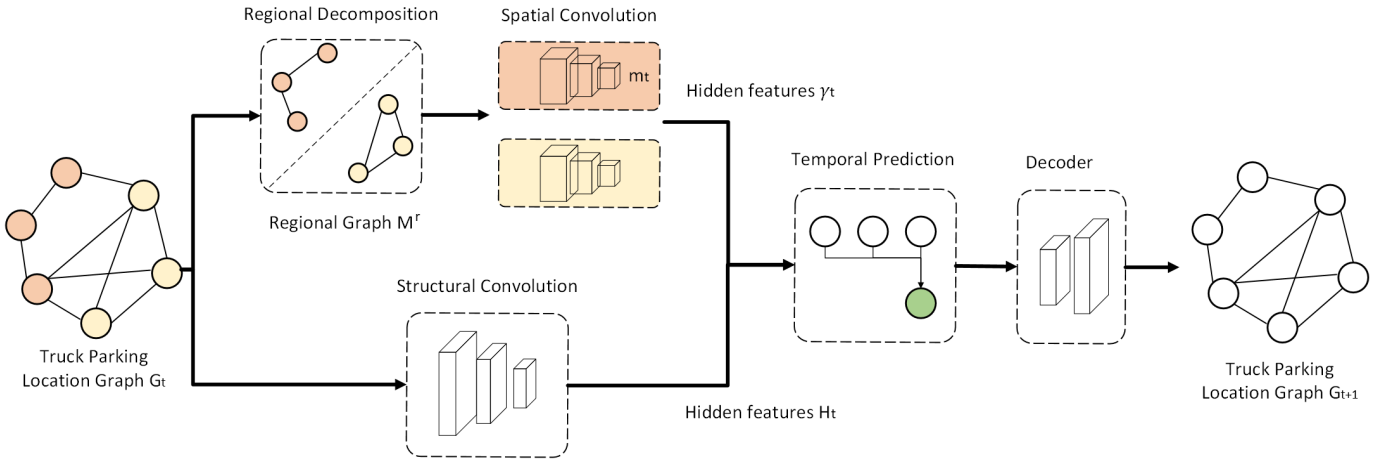 Regional Decomposition
Spatial Convolution
mt
Hidden features γt
Regional Graph Mʳ
Temporal Prediction
Decoder
Structural Convolution
Truck Parking
Location Graph Gt
Hidden features Ht
Truck Parking
Location Graph Gt+1